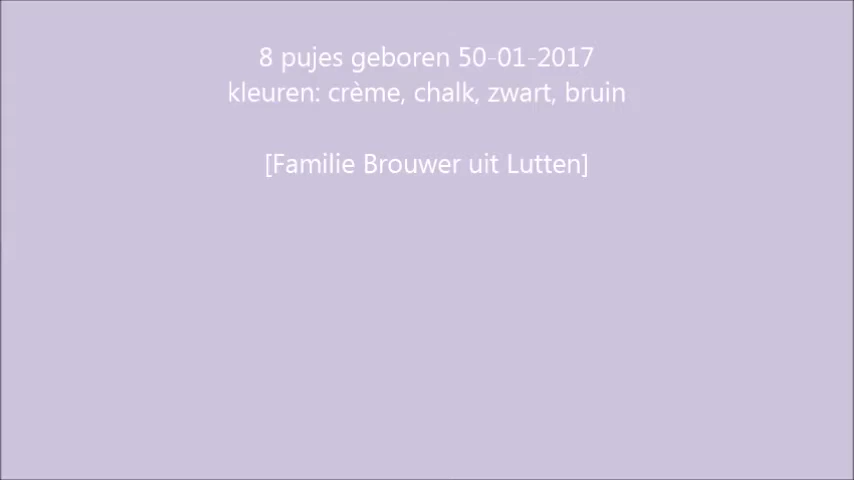 8 pujes geboren 50-01-2017
kleuren: crème, chalk, zwart, bruin
[Familie Brouwer uit Lutten]